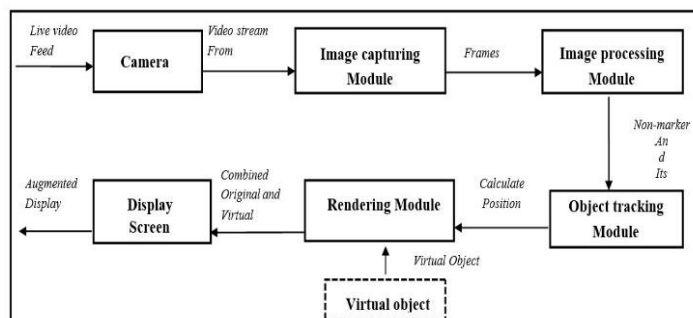 Live video
Feed
Camera
Video stream
From
Image capturing
Module
Frames
Image processing
Module
Non-marker
An
d
Its
Object tracking
Module
Calculate
Position
Rendering Module
Virtual Object
Virtual object
Combined
Original and
Virtual
Display
Screen
Augmented
Display